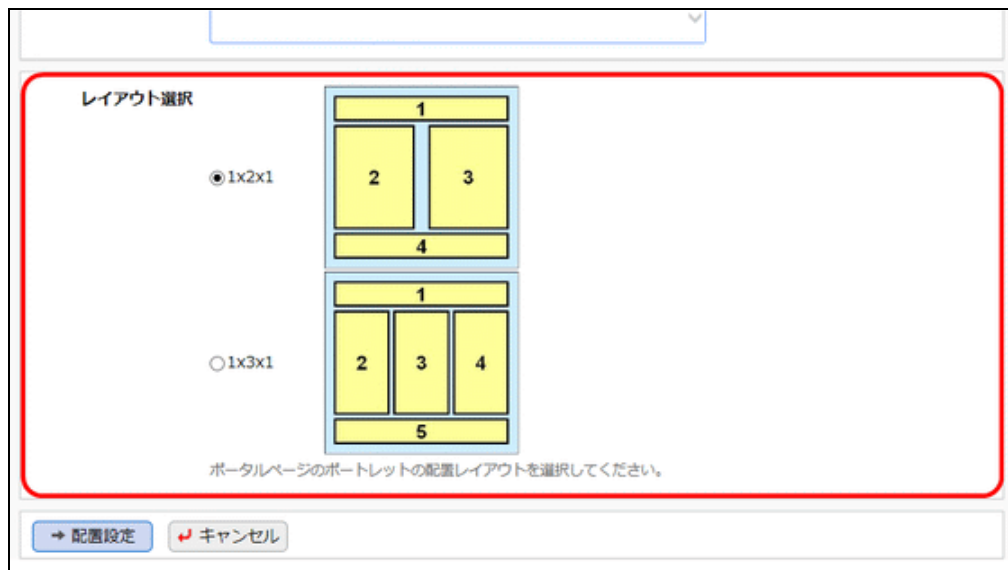 レイアウト選択
1
1x2x1
2 3
4
1
1x3x1
2 3 4
5
ポータルページのポートレットの配置レイアウトを選択してください。
配置設定 キャンセル